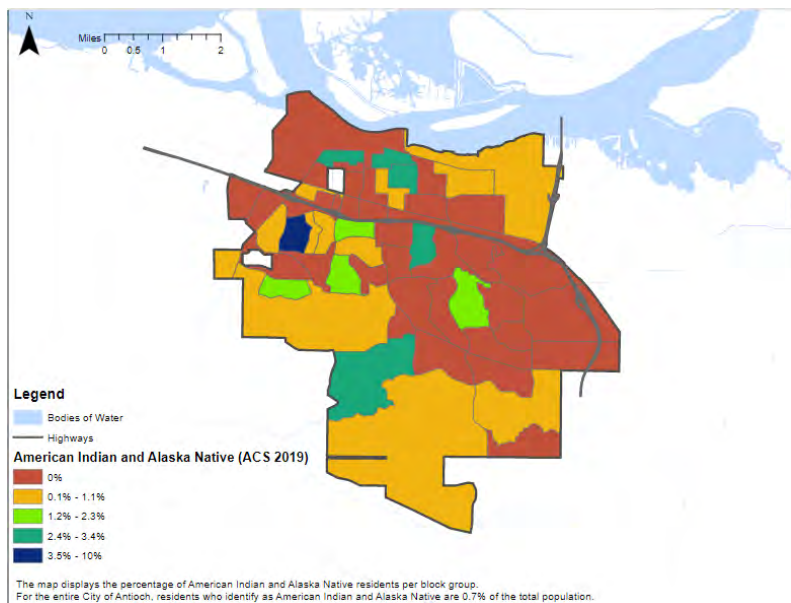 N
Miles
0 0.5 1 2
Legend
Bodies of Water
Highways
American Indian and Alaska Native (ACS 2019)
0%
0.1% - 1.1%
1.2% - 2.3%
2.4% - 3.4%
3.5% - 10%
The map displays the percentage of American Indian and Alaska Native residents per block group.
For the entire City of Antioch, residents who identify as American Indian and Alaska Native are 0.7% of the total population.